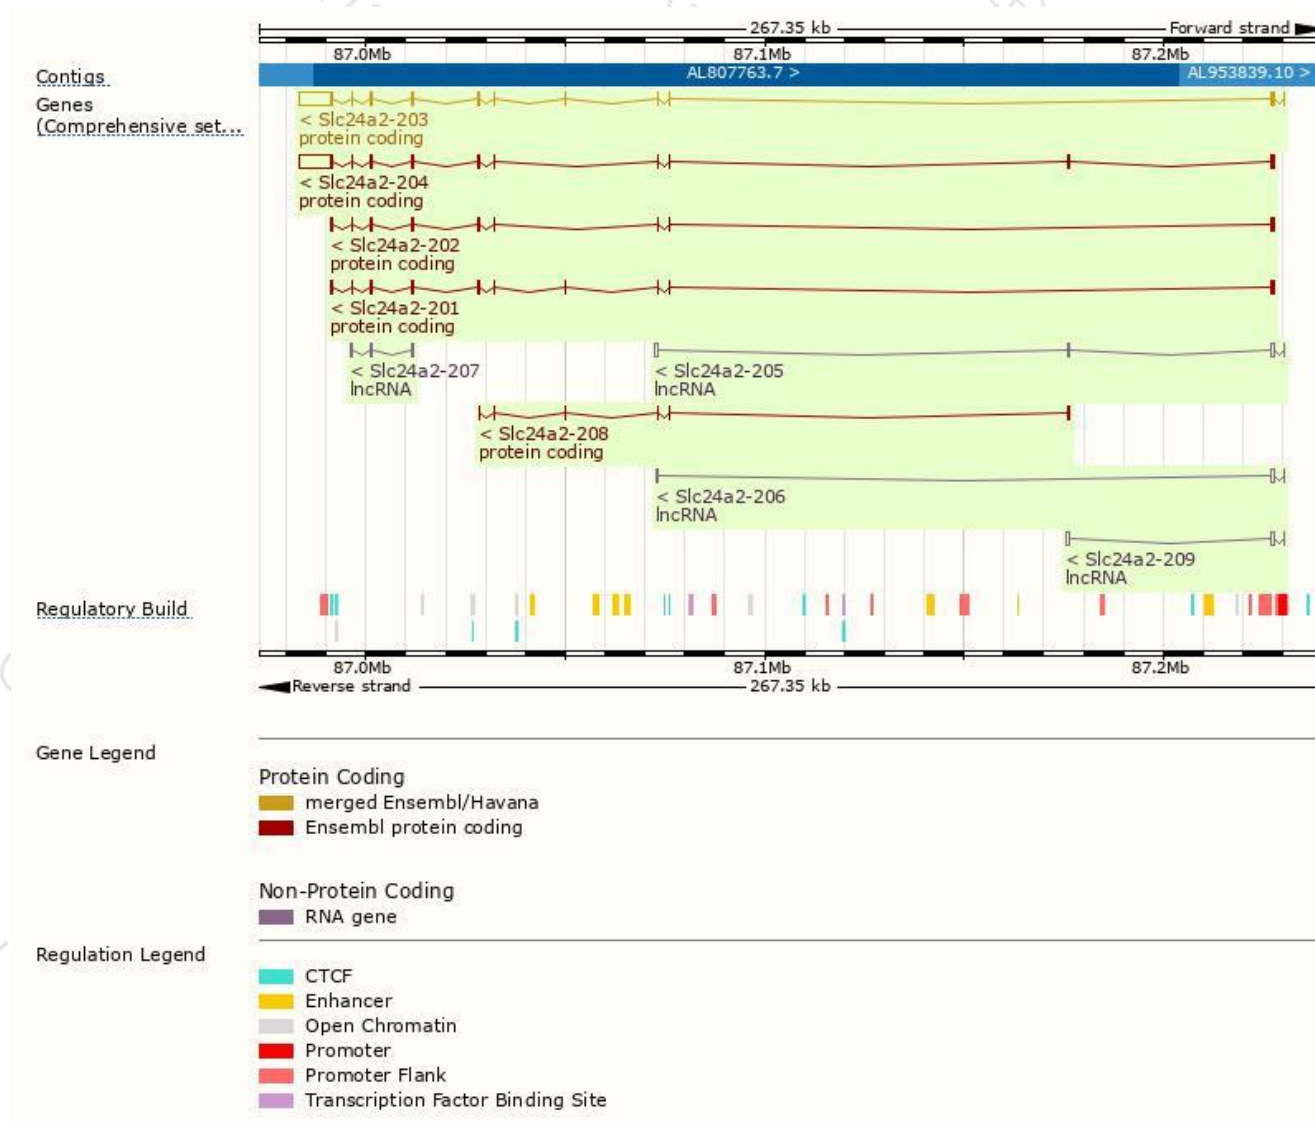 267.35 kb
Forward strand
87.0Mb 87.1Mb 87.2Mb
Contigs
AL807763.7 > AL953839.10 >
Genes
(Comprehensive set...
< Slc24a2-203
protein coding
< Slc24a2-204
protein coding
< Slc24a2-202
protein coding
< Slc24a2-201
protein coding
< Slc24a2-207 < Slc24a2-205
lncRNA lncRNA
< Slc24a2-208
protein coding
< Slc24a2-206
lncRNA
< Slc24a2-209
lncRNA
Regulatory Build
87.0Mb 87.1Mb 87.2Mb
Reverse strand 267.35 kb
Gene Legend
Protein Coding
merged Ensembl/Havana
Ensembl protein coding
Non-Protein Coding
RNA gene
Regulation Legend
CTCF
Enhancer
Open Chromatin
Promoter
Promoter Flank
Transcription Factor Binding Site